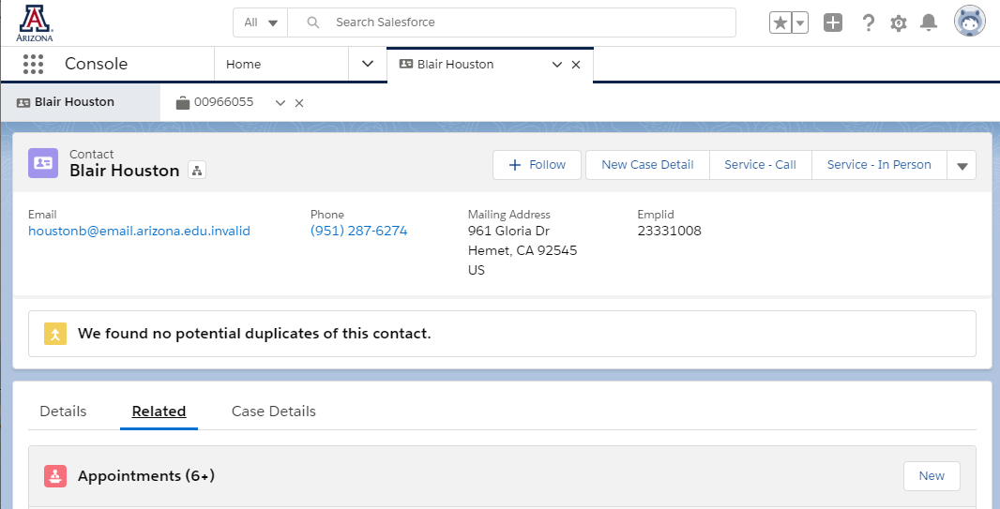 ARIZONA
All
Search Salesforce
Console
Home
Blair Houston
Blair Houston
00966055
Contact
Blair Houston
Follow
New Case Detail
Service - Call
Service - In Person
Email
houstonb@email.arizona.edu.invalid
Phone
(951) 287-6274
Mailing Address
961 Gloria Dr
Hemet, CA 92545
US
Emplid
23331008
We found no potential duplicates of this contact.
Details
Related
Case Details
Appointments (6+)
New